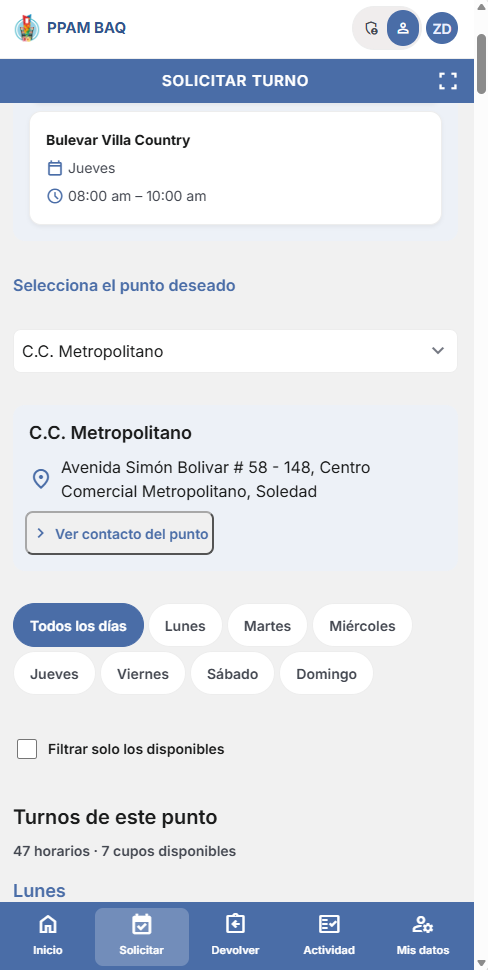 PPAM BAQ
ZD
SOLICITAR TURNO
Bulevar Villa Country
Jueves
08:00 am – 10:00 am
Selecciona el punto deseado
C.C. Metropolitano
C.C. Metropolitano
Avenida Simón Bolivar # 58 - 148, Centro
Comercial Metropolitano, Soledad
Ver contacto del punto
Todos los días
Lunes
Martes
Miércoles
Jueves
Viernes
Sábado
Domingo
Filtrar solo los disponibles
Turnos de este punto
47 horarios · 7 cupos disponibles
Lunes
Inicio
Solicitar
Devolver
Actividad
Mis datos